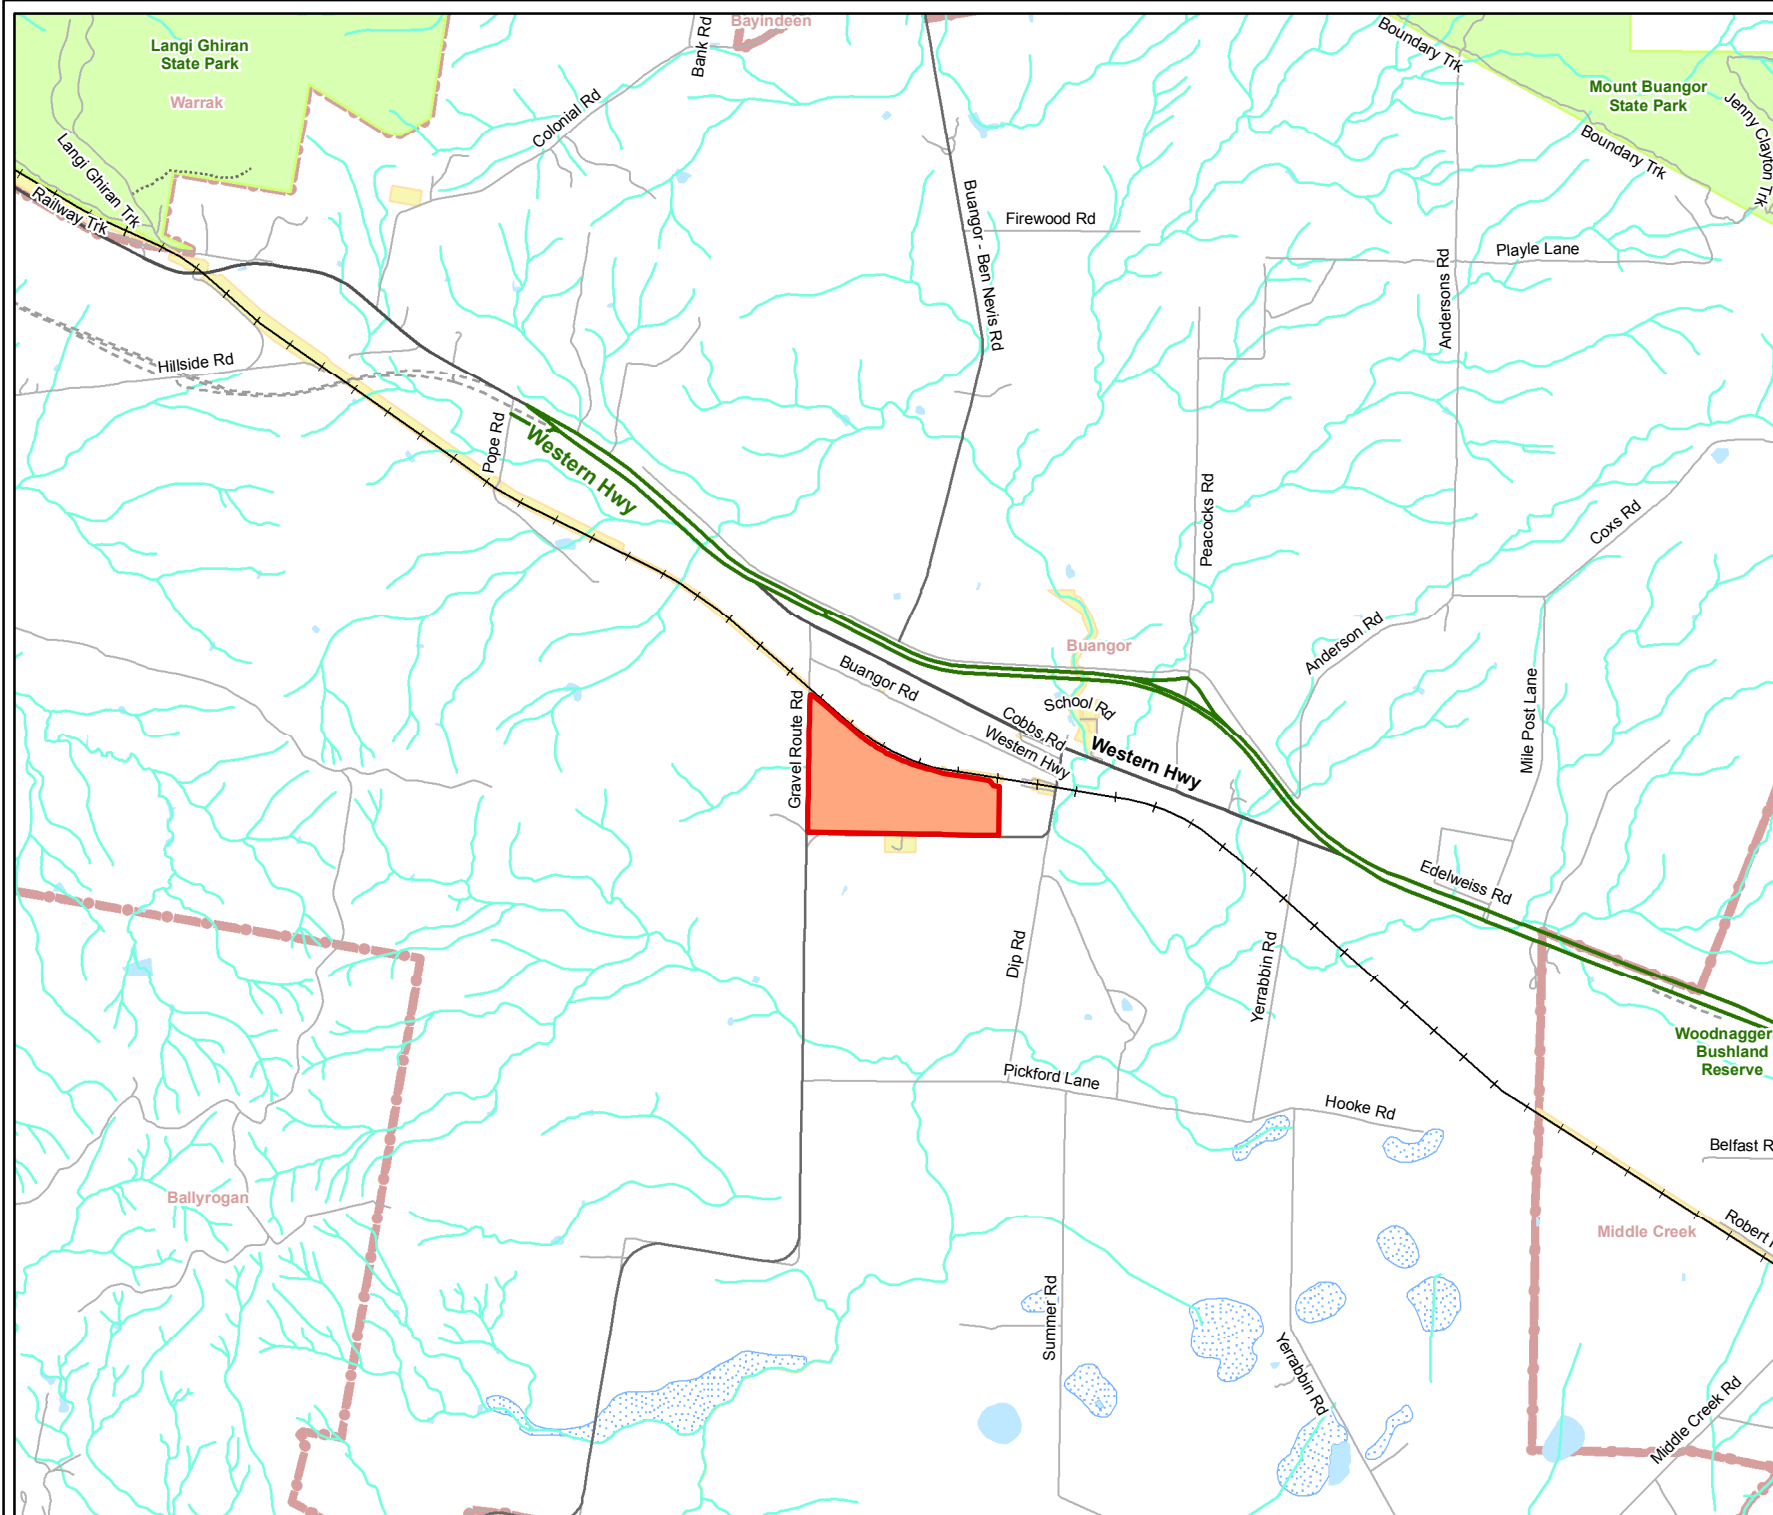 Bayindeen
Langi Ghiran
State Park
Warrak
Bank Rd
Boundary Trk
Mount Buangor
State Park
Jenny Clayton Trk
Colonial Rd
Boundary Trk
Langi Ghiran Trk
Railway Trk
Buangor - Ben Nevis Rd
Firewood Rd
Playle Lane
Andersons Rd
Hillside Rd
Pope Rd
Western Hwy
Peacocks Rd
Coxs Rd
Anderson Rd
Buangor
Buangor Rd
School Rd
Cobbs Rd
Western Hwy
Western Hwy
Gravel Route Rd
Mile Post Lane
Edelweiss Rd
Dip Rd
Yerrabbin Rd
Woodnagger
Bushland
Reserve
Pickford Lane
Hooke Rd
Belfast R
Ballyrogan
Middle Creek
Robert
Summer Rd
Yerrabbin Rd
Middle Creek Rd